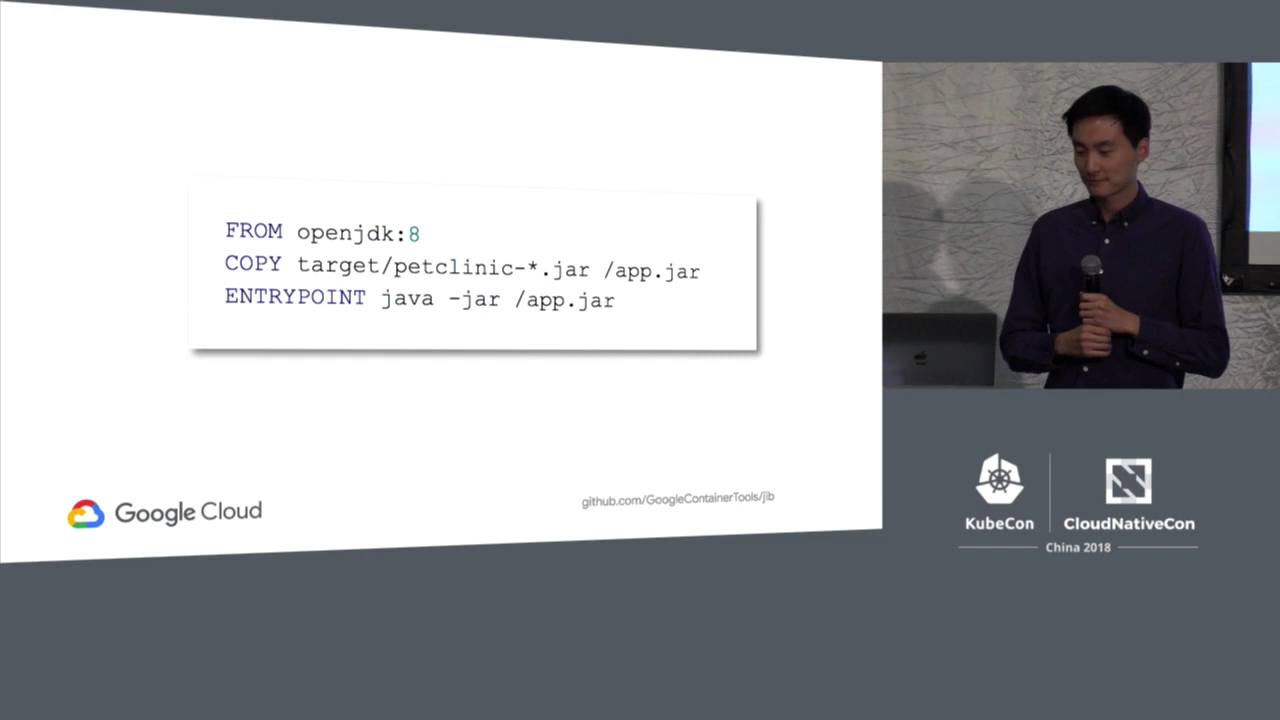 FROM openjdk:8
COPY target/petclinic-*.jar /app.jar
ENTRYPOINT java -jar /app.jar
Google Cloud
github.com/GoogleContainerTools/jib
KubeCon
CloudNativeCon
China 2018